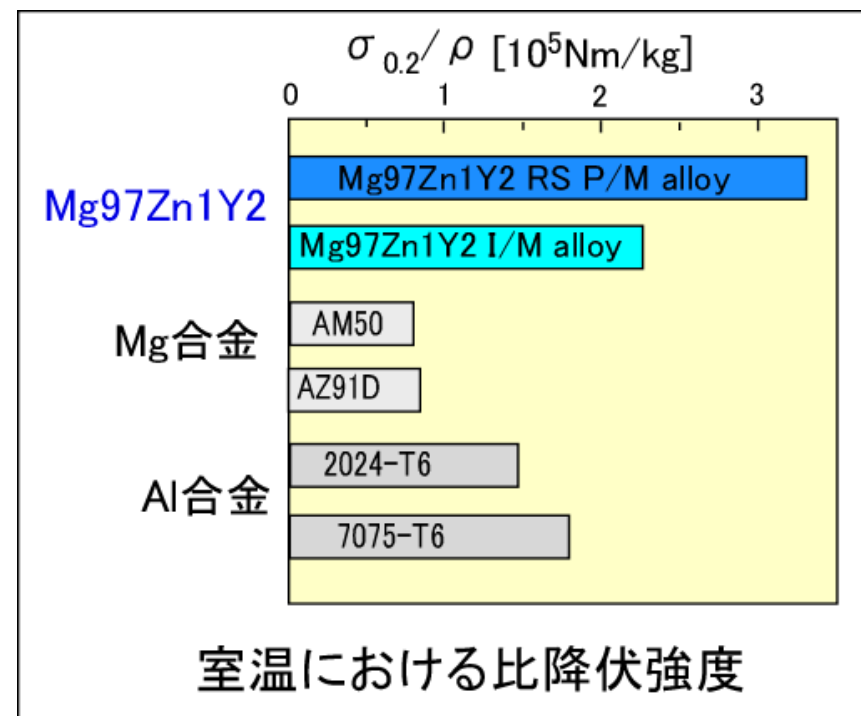 σ0.2/ρ [10⁵Nm/kg]
0 1 2 3
Mg97Zn1Y2
Mg97Zn1Y2 RS P/M alloy
Mg97Zn1Y2 I/M alloy
Mg合金
AM50
AZ91D
Al合金
2024-T6
7075-T6
室温における比降伏強度